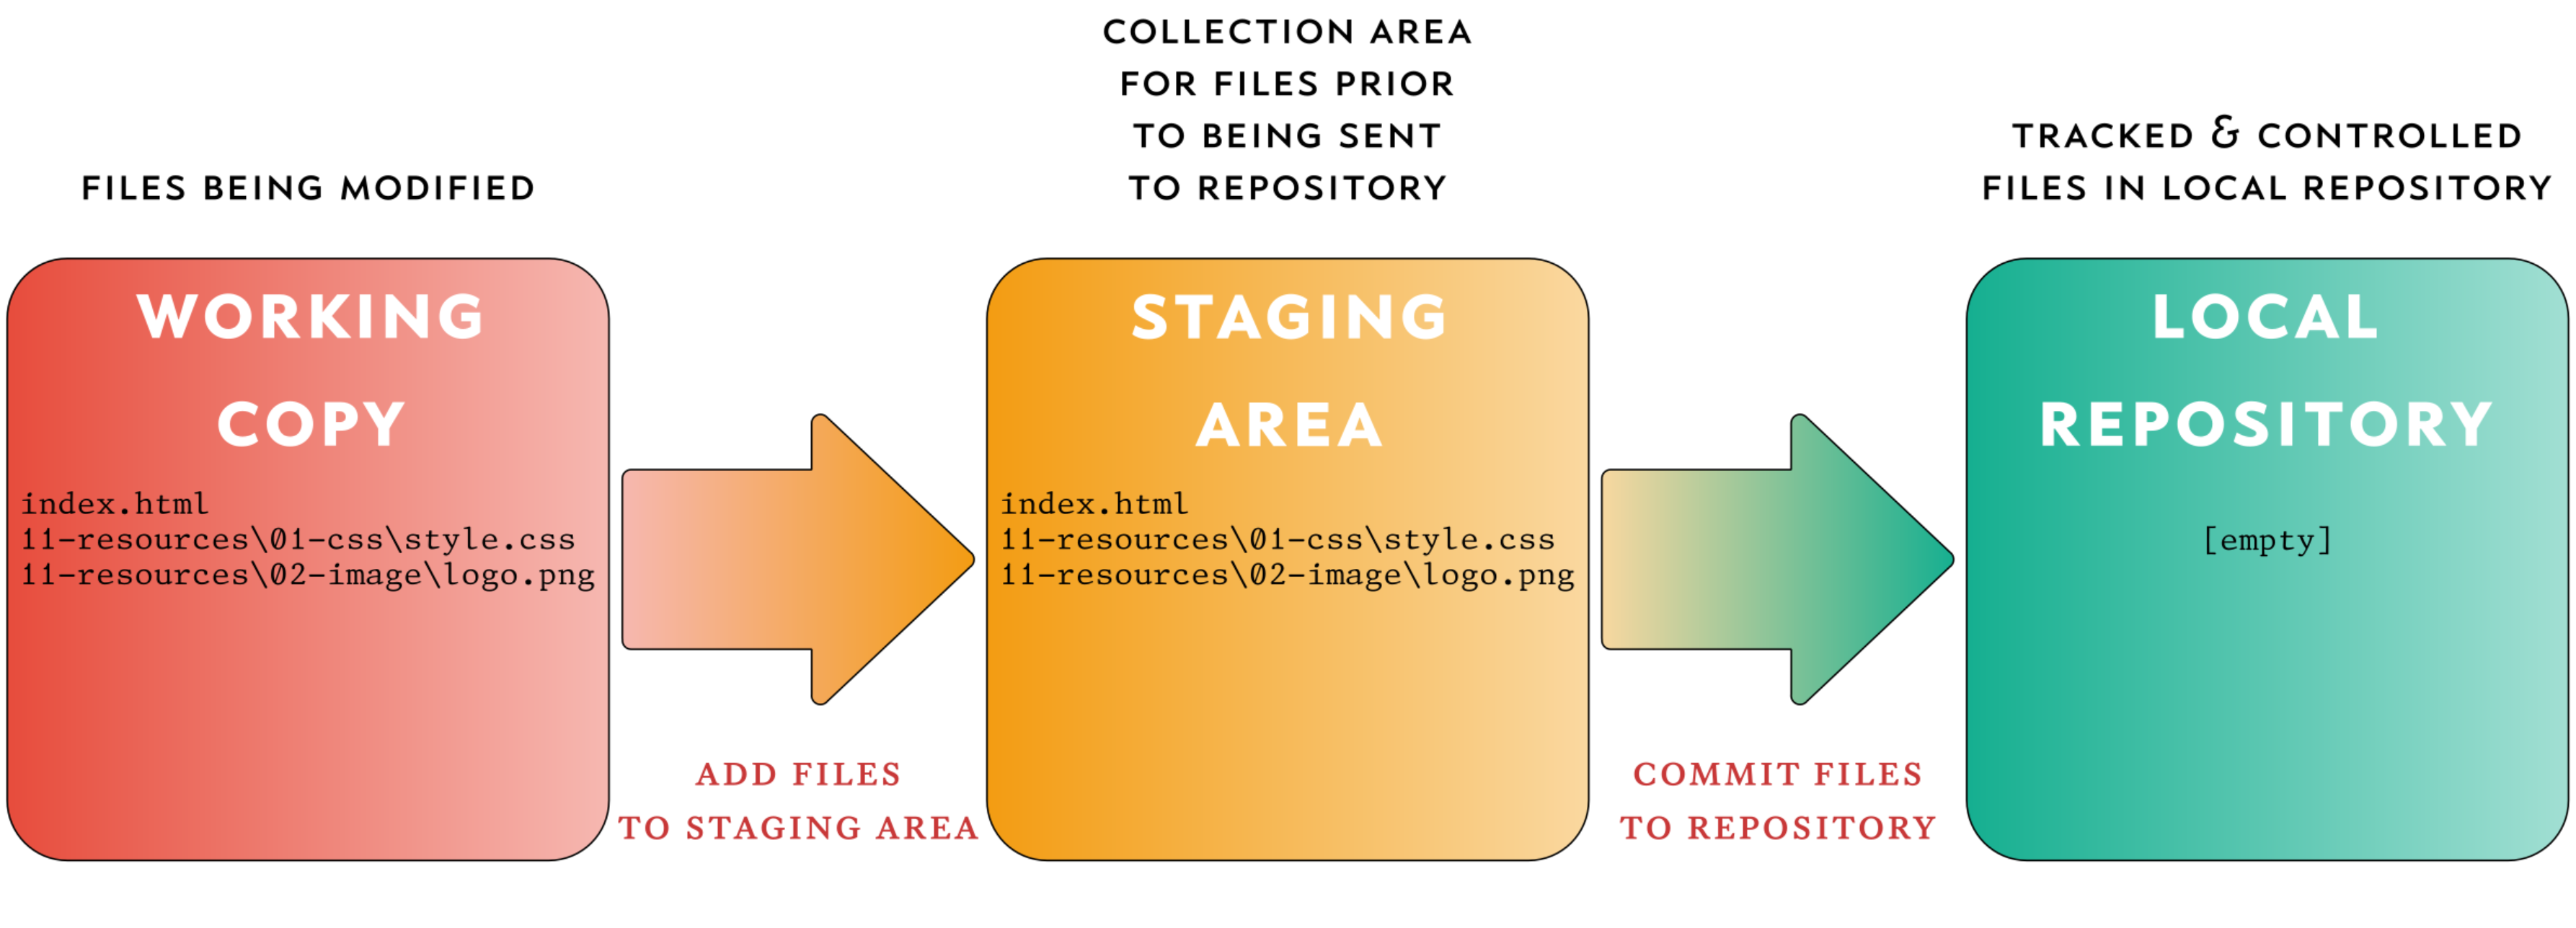 FILES BEING MODIFIED
COLLECTION AREA
FOR FILES PRIOR
TO BEING SENT
TO REPOSITORY
TRACKED & CONTROLLED
FILES IN LOCAL REPOSITORY
WORKING
COPY
index.html
11-resources\01-css\style.css
11-resources\02-image\logo.png
ADD FILES
TO STAGING AREA
STAGING
AREA
index.html
11-resources\01-css\style.css
11-resources\02-image\logo.png
COMMIT FILES
TO REPOSITORY
LOCAL
REPOSITORY
[empty]